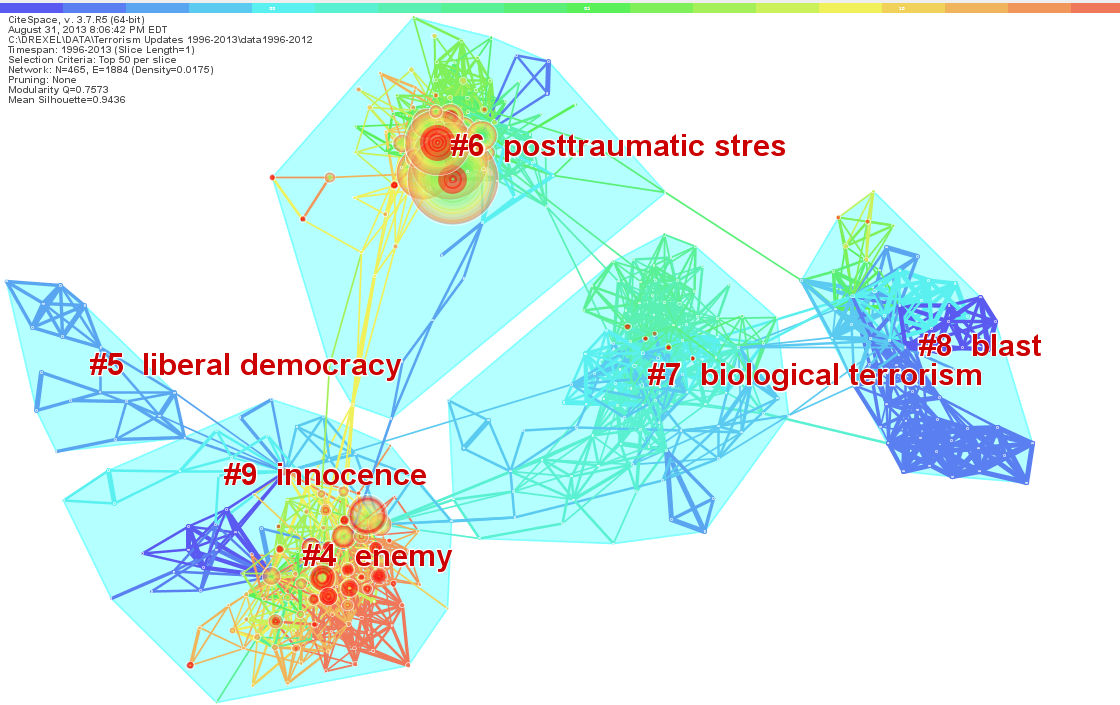 CiteSpace, v. 3.7.R5 (64-bit)
August 31, 2013 8:06:42 PM EDT
C:\DREXEL\DATA\Terrorism Updates 1996-2013\data1996-2012
Timespan: 1996-2013 (Slice Length=1)
Selection Criteria: Top 50 per slice
Network: N=465, E=1884 (Density=0.0175)
Pruning: None
Modularity Q=0.7573
Mean Silhouette=0.9436
#6 posttraumatic stres
#8 blast
#5 liberal democracy
#7 biological terrorism
#9 innocence
#4 enemy